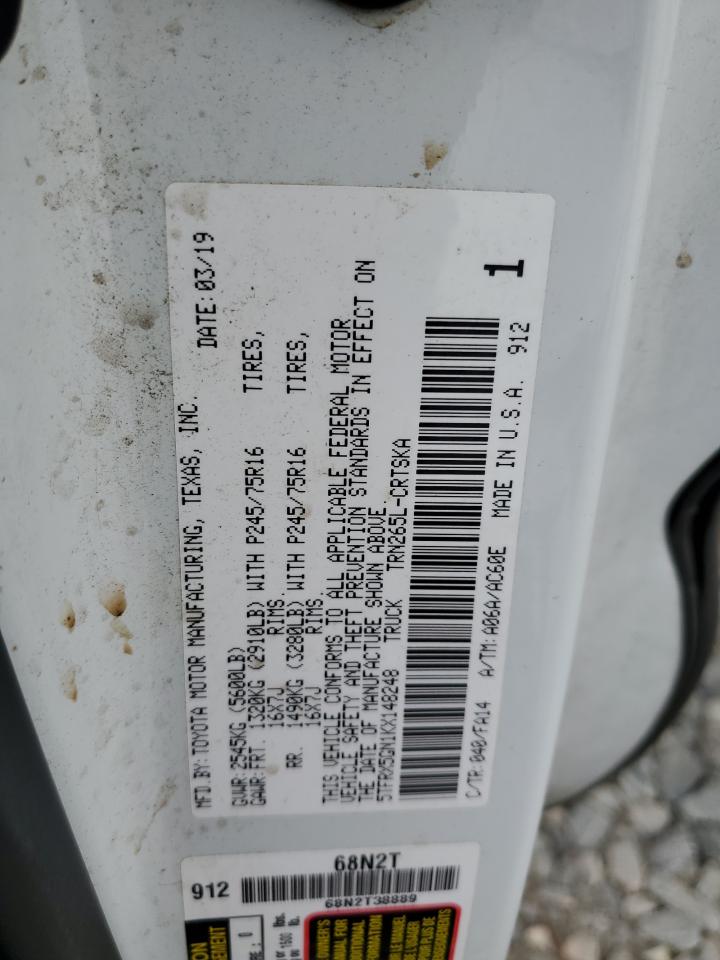 MFD.BY:TOYOTA MOTOR MANUFACTURING, TEXAS, INC. DATE:03/19
GVWR:2545KG (5600LB)
GAWR:FRT. 1320KG (2910LB) WITH P245/75R16 TIRES,
16X7J RIMS.
RR. 1490KG (3280LB) WITH P245/75R16 TIRES,
16X7J RIMS.
THIS VEHICLE CONFORMS TO ALL APPLICABLE FEDERAL MOTOR
VEHICLE SAFETY AND THEFT PREVENTION STANDARDS IN EFFECT ON
THE DATE OF MANUFACTURE SHOWN ABOVE.
5TFRX5GN1KX148248 TRUCK TRN265L-CRTSKA
C/TR:040/FA14 A/TM:A06A/AC60E MADE IN U.S.A. 912 1
912 68N2T
68N2T38889